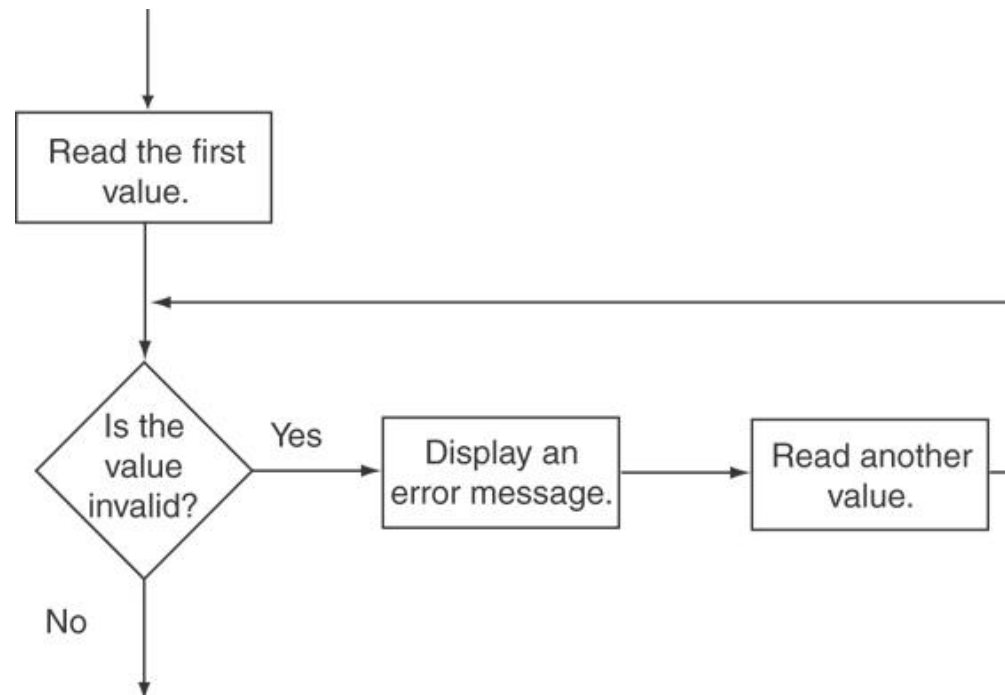 Read the first
value.
Is the
value
invalid?
Yes
Display an
error message.
Read another
value.
No